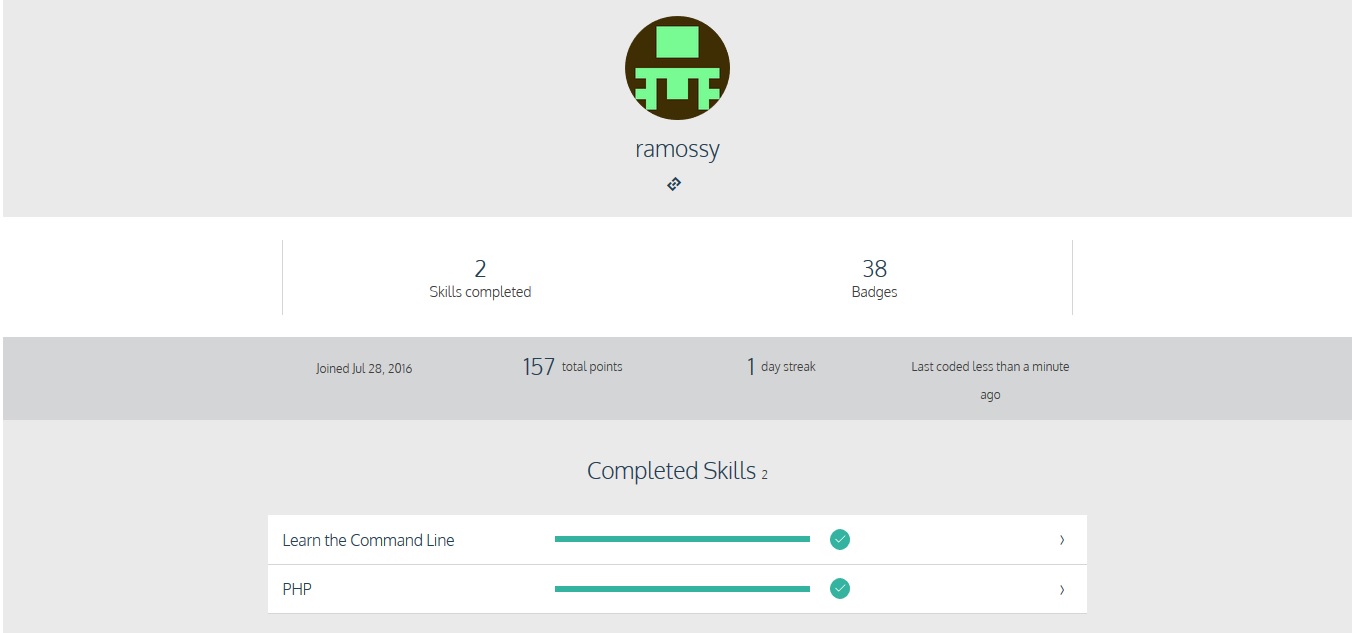 ramossy
2
Skills completed
38
Badges
Joined Jul 28, 2016
157 total points
1 day streak
Last coded less than a minute
ago
Completed Skills 2
Learn the Command Line
PHP